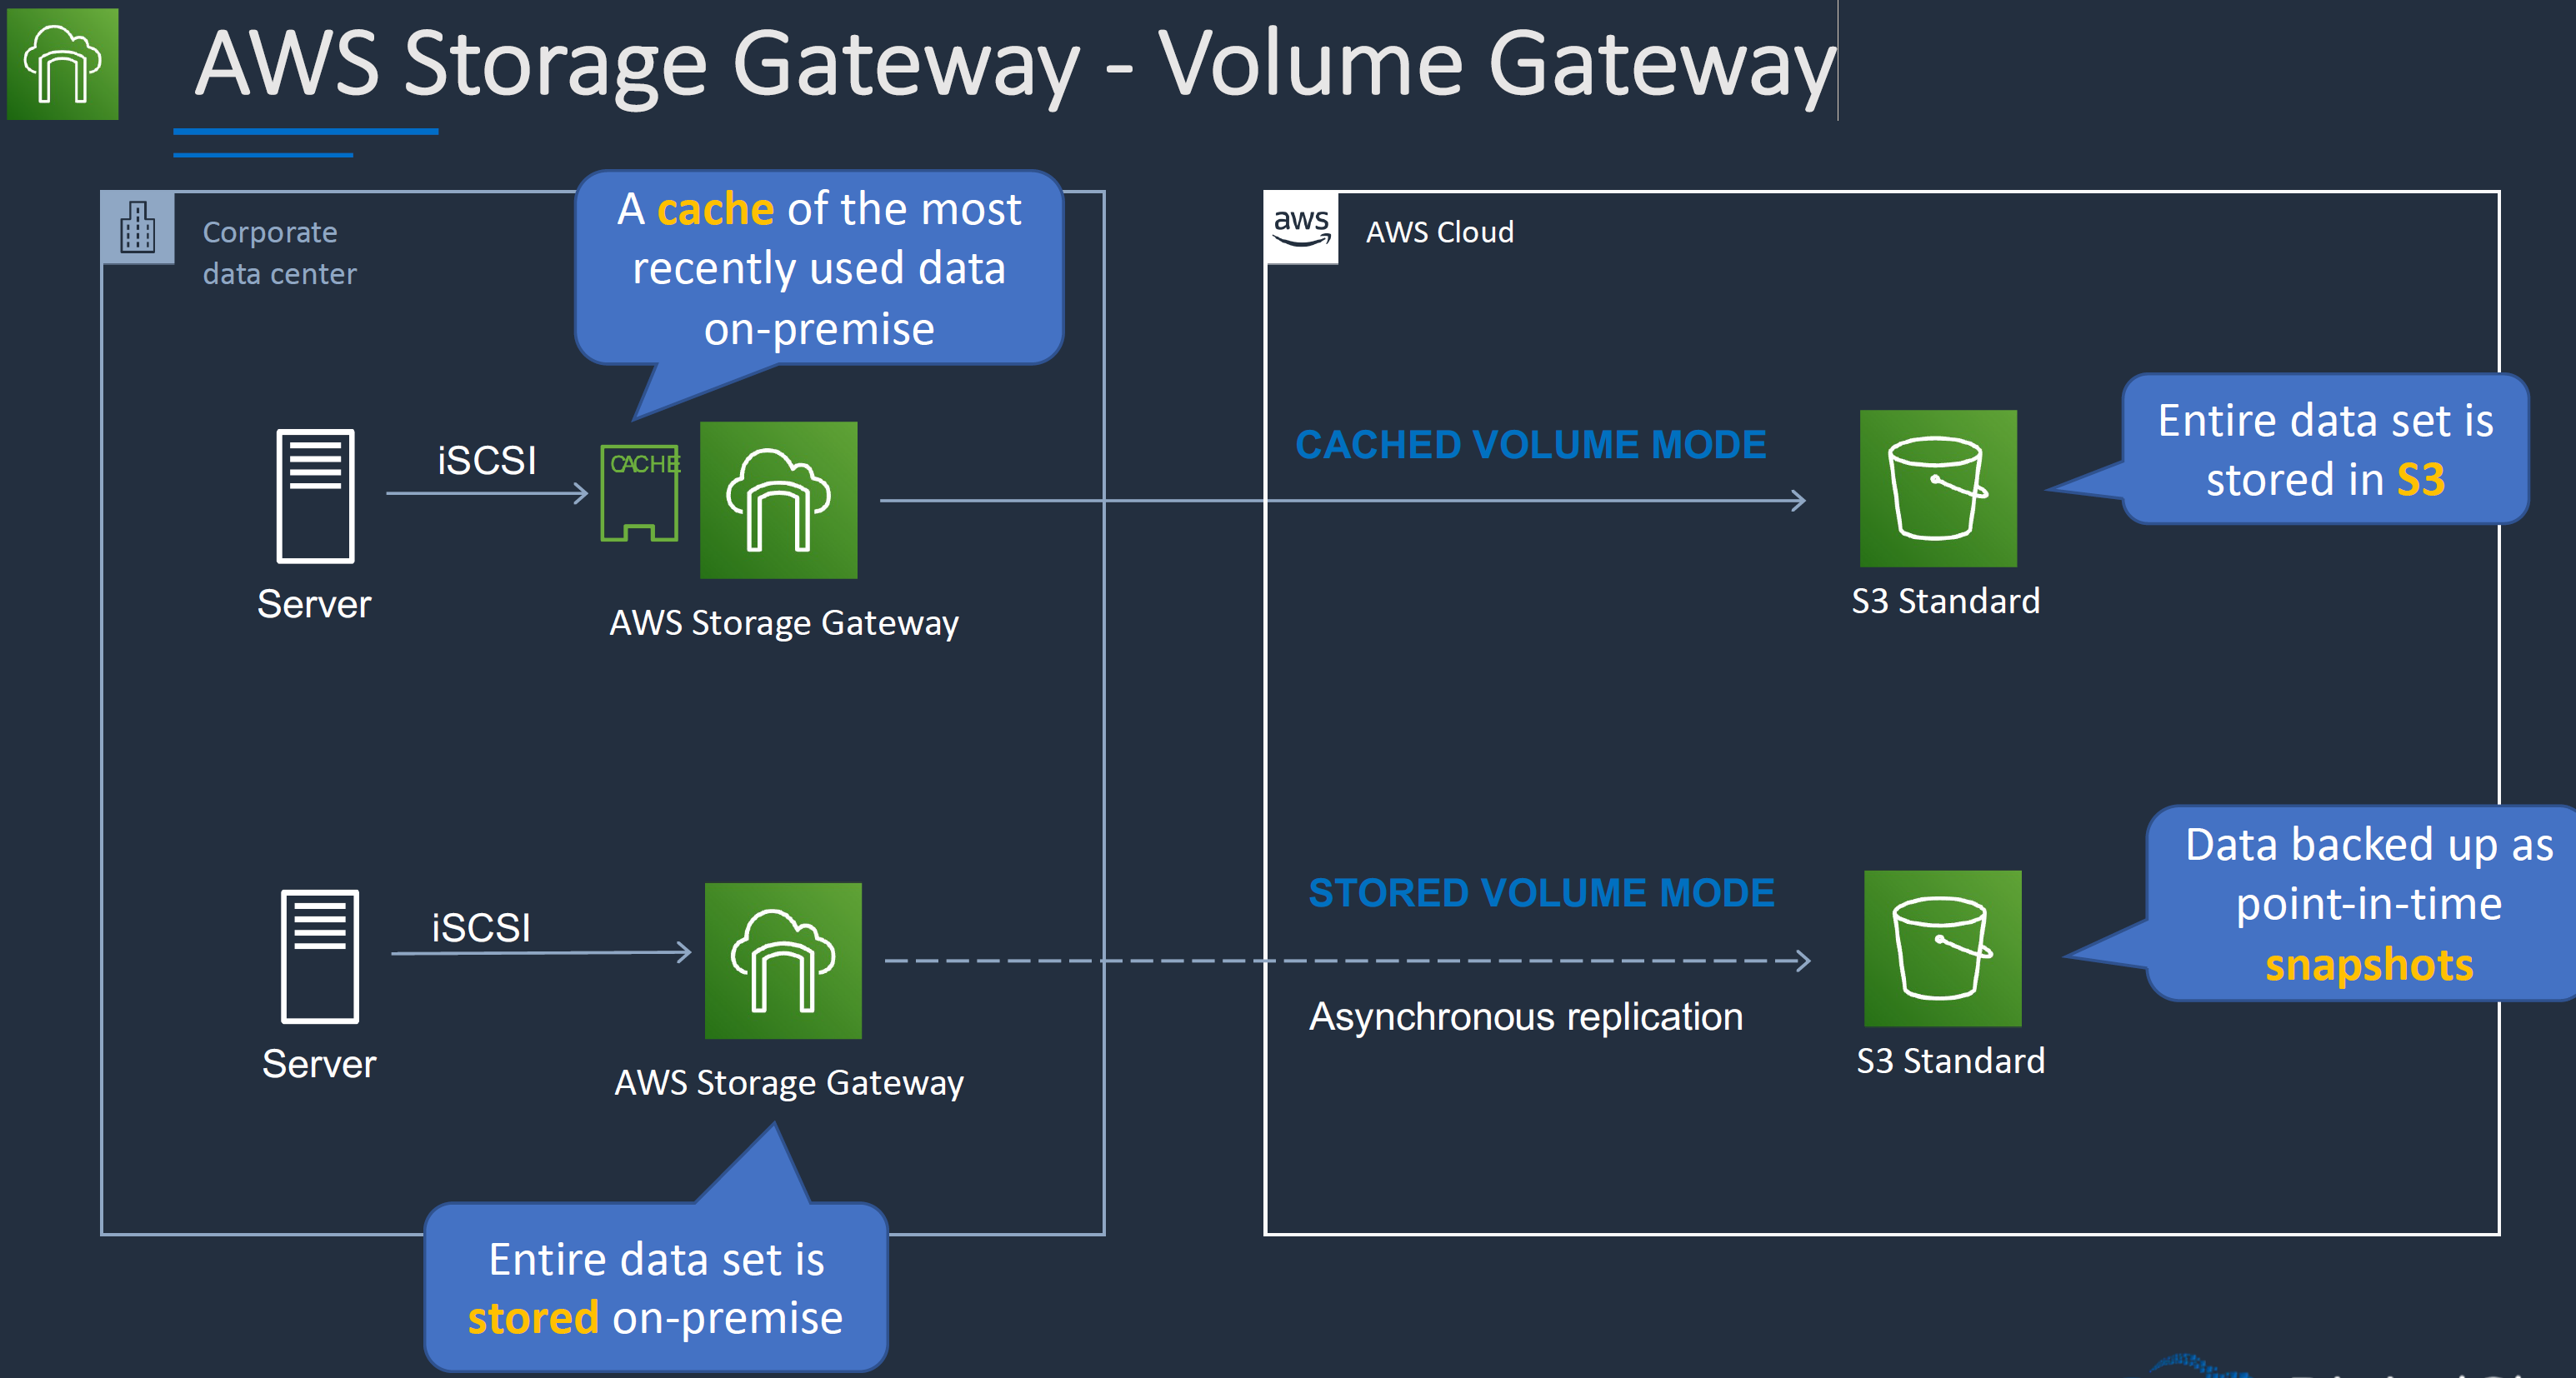 AWS Storage Gateway - Volume Gateway
Corporate
data center
A cache of the most
recently used data
on-premise
aws
AWS Cloud
Server
iSCSI
CACHE
AWS Storage Gateway
CACHED VOLUME MODE
S3 Standard
Entire data set is
stored in S3
Server
iSCSI
AWS Storage Gateway
STORED VOLUME MODE
Asynchronous replication
S3 Standard
Data backed up as
point-in-time
snapshots
Entire data set is
stored on-premise